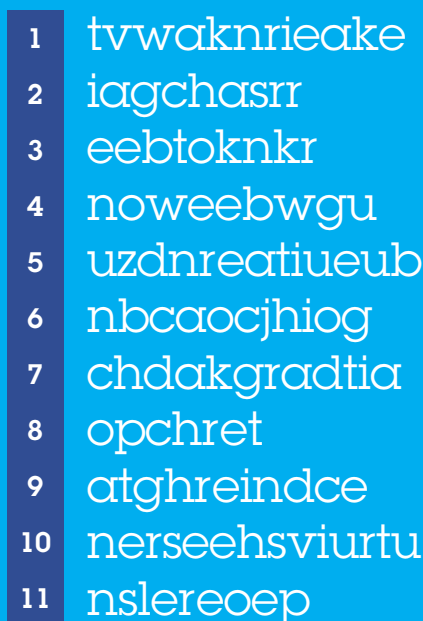 1 tvwaknrieake
2 iagchasrr
3 eebtoknkr
4 noweebwgu
5 uzdnreatiueub
6 nbcaocjhiog
7 chdakgradtia
8 opchret
9 atghreindce
10 nerseehsviurtu
11 nslereoep